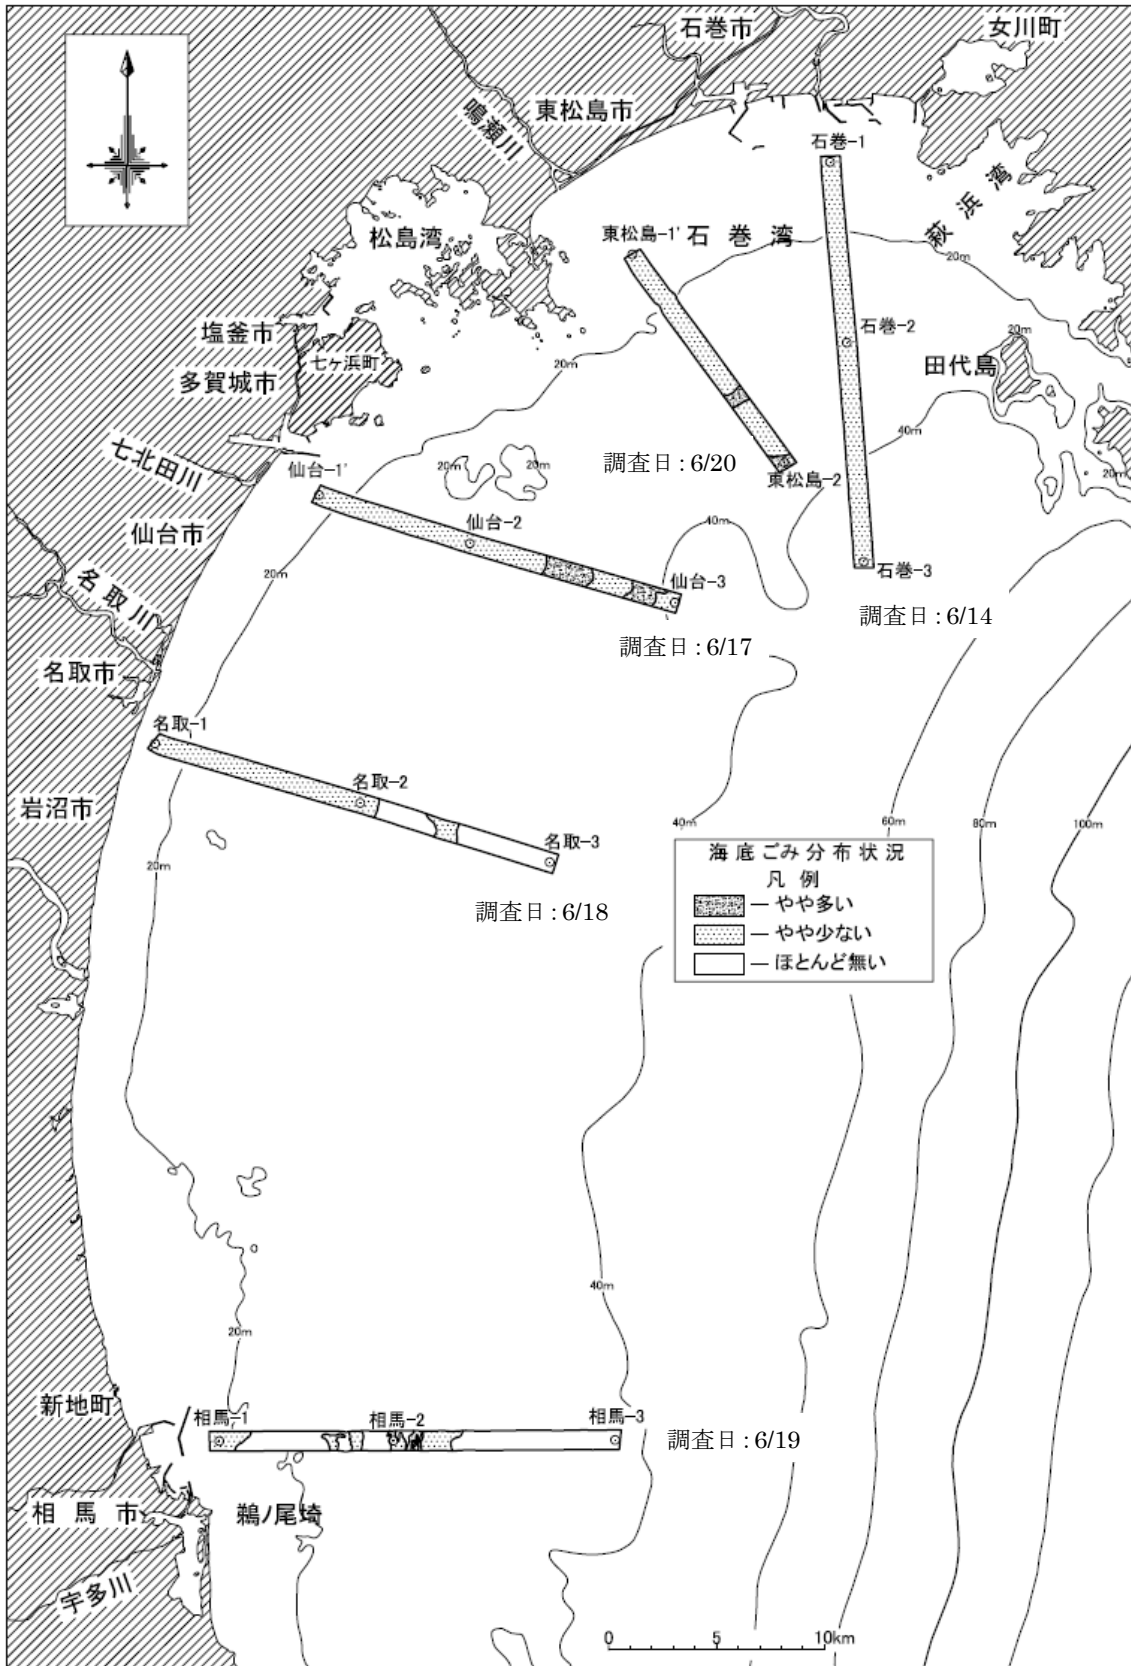 石巻市
女川町
東松島市
鳴瀬川
石巻-1
萩浜湾
松島湾
東松島-1'
石巻湾
20m
20m
塩釜市
七ヶ浜町
石巻-2
田代島
20m
多賀城市
40m
七北田川
仙台-1'
調査日:6/20
東松島-2
20m
20m
20m
仙台市
仙台-2
40m
20m
石巻-3
名取川
仙台-3
調査日:6/14
調査日:6/17
名取市
名取-1
名取-2
岩沼市
名取-3
40m
60m
80m
100m
20m
調査日:6/18
海底ごみ分布状況
凡例
— やや多い
— やや少ない
— ほとんど無い
40m
20m
新地町
相馬-1
相馬-2
相馬-3
調査日:6/19
相馬市
鵜ノ尾埼
宇多川
0 5 10km